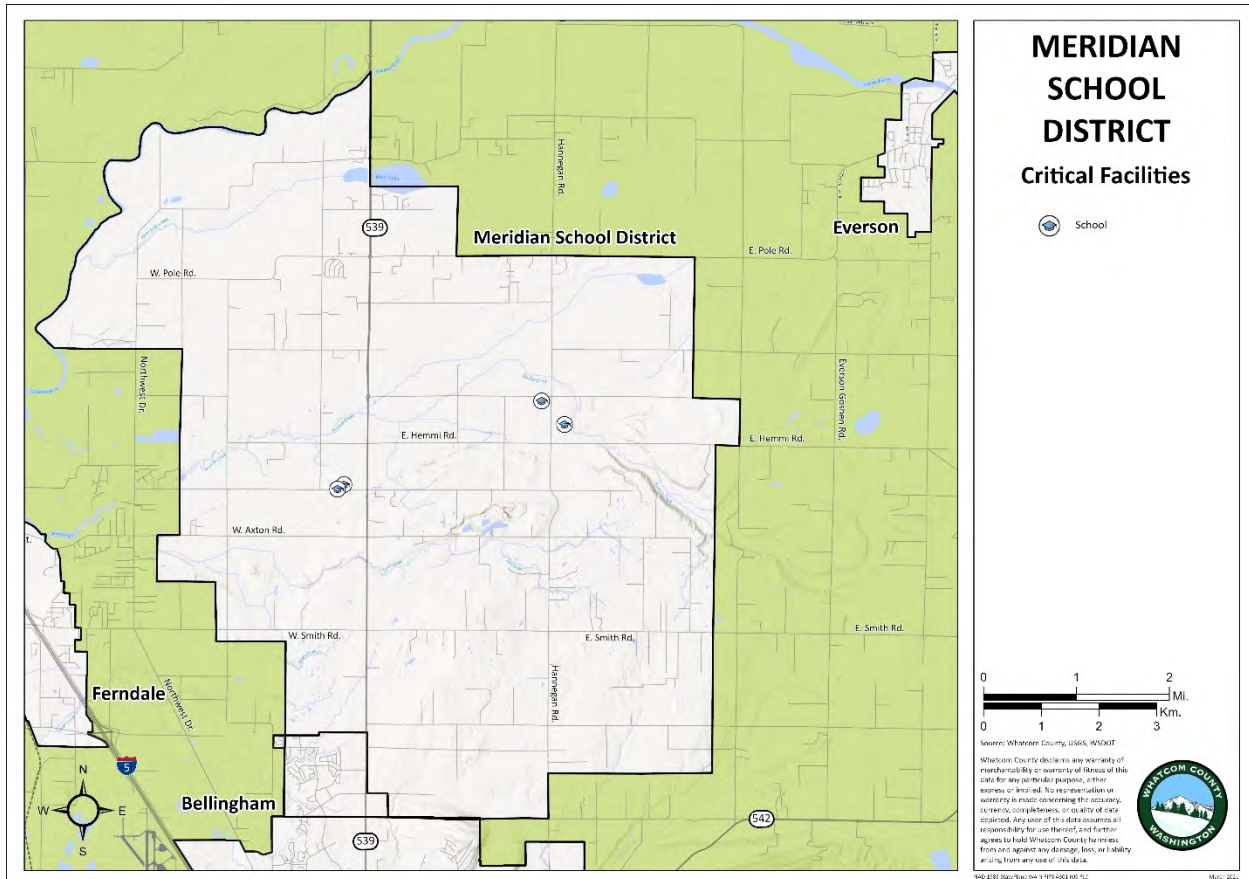 MERIDIAN
SCHOOL
DISTRICT
Critical Facilities
School
539
Hannegan Rd.
Meridian School District
Everson
W. Pole Rd.
E. Pole Rd.
Northwest Dr.
Everson Goshen Rd.
E. Hemmi Rd.
E. Hemmi Rd.
W. Axton Rd.
W. Smith Rd.
E. Smith Rd.
E. Smith Rd.
Ferndale
Northwest Dr.
Hannegan Rd.
5
Bellingham
539
542
N
W E
S
0 1 2
Mi.
Km.
0 1 2 3
Source: Whatcom County, USGS, WSDOT
Whatcom County disclaims any warranty of
merchantability or warranty of fitness of this
data for any particular purpose, either
express or implied. No representation or
warranty is made concerning the accuracy,
currency, completeness, or quality of data
depicted. Any user of this data assumes all
responsibility for use thereof, and further
agrees to hold Whatcom County harmless
from and against any damage, loss, or liability
arising from any use of this data.
WHATCOM COUNTY
WASHINGTON